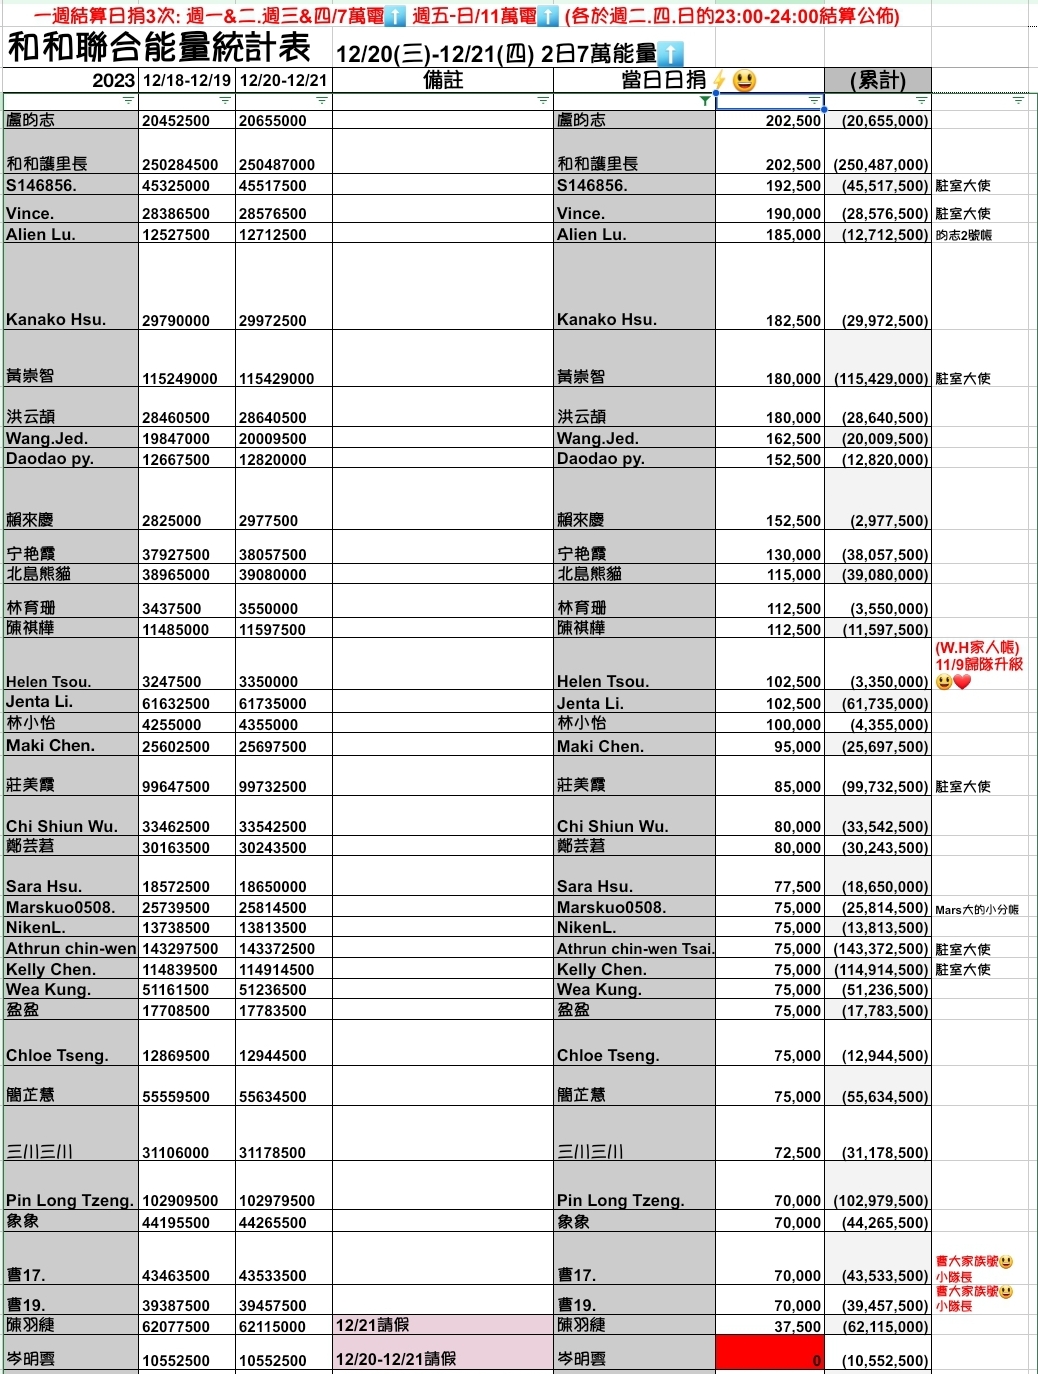 一週結算日捐3次: 週一&二.週三&四/7萬電⬆️ 週五-日/11萬電⬆️ (各於週二.四.日的23:00-24:00結算公佈)
和和聯合能量統計表 12/20(三)-12/21(四) 2日7萬能量⬆️
2023 12/18-12/19 12/20-12/21 備註 當日日捐⚡😃 (累計)
盧昀志 20452500 20655000 盧昀志 202,500 (20,655,000)
和和護里長 250284500 250487000 和和護里長 202,500 (250,487,000)
S146856. 45325000 45517500 S146856. 192,500 (45,517,500) 駐室大使
Vince. 28386500 28576500 Vince. 190,000 (28,576,500) 駐室大使
Alien Lu. 12527500 12712500 Alien Lu. 185,000 (12,712,500) 昀志2號帳
Kanako Hsu. 29790000 29972500 Kanako Hsu. 182,500 (29,972,500)
黃崇智 115249000 115429000 黃崇智 180,000 (115,429,000) 駐室大使
洪云頡 28460500 28640500 洪云頡 180,000 (28,640,500)
Wang.Jed. 19847000 20009500 Wang.Jed. 162,500 (20,009,500)
Daodao py. 12667500 12820000 Daodao py. 152,500 (12,820,000)
賴來慶 2825000 2977500 賴來慶 152,500 (2,977,500)
宁艳霞 37927500 38057500 宁艳霞 130,000 (38,057,500)
北島熊貓 38965000 39080000 北島熊貓 115,000 (39,080,000)
林育珊 3437500 3550000 林育珊 112,500 (3,550,000)
陳祺樺 11485000 11597500 陳祺樺 112,500 (11,597,500)
(W.H家人帳)
11/9歸隊升級
Helen Tsou. 3247500 3350000 Helen Tsou. 102,500 (3,350,000) 😃❤️
Jenta Li. 61632500 61735000 Jenta Li. 102,500 (61,735,000)
林小怡 4255000 4355000 林小怡 100,000 (4,355,000)
Maki Chen. 25602500 25697500 Maki Chen. 95,000 (25,697,500)
莊美霞 99647500 99732500 莊美霞 85,000 (99,732,500) 駐室大使
Chi Shiun Wu. 33462500 33542500 Chi Shiun Wu. 80,000 (33,542,500)
鄭芸莙 30163500 30243500 鄭芸莙 80,000 (30,243,500)
Sara Hsu. 18572500 18650000 Sara Hsu. 77,500 (18,650,000)
Marskuo0508. 25739500 25814500 Marskuo0508. 75,000 (25,814,500) Mars大的小分帳
NikenL. 13738500 13813500 NikenL. 75,000 (13,813,500)
Athrun chin-wen 143297500 143372500 Athrun chin-wen Tsai. 75,000 (143,372,500) 駐室大使
Kelly Chen. 114839500 114914500 Kelly Chen. 75,000 (114,914,500) 駐室大使
Wea Kung. 51161500 51236500 Wea Kung. 75,000 (51,236,500)
盈盈 17708500 17783500 盈盈 75,000 (17,783,500)
Chloe Tseng. 12869500 12944500 Chloe Tseng. 75,000 (12,944,500)
簡芷慧 55559500 55634500 簡芷慧 75,000 (55,634,500)
三川三川 31106000 31178500 三川三川 72,500 (31,178,500)
Pin Long Tzeng. 102909500 102979500 Pin Long Tzeng. 70,000 (102,979,500)
象象 44195500 44265500 象象 70,000 (44,265,500)
曹大家族號😃
曹17. 43463500 43533500 曹17. 70,000 (43,533,500) 小隊長
曹大家族號😃
曹19. 39387500 39457500 曹19. 70,000 (39,457,500) 小隊長
陳羽緁 62077500 62115000 12/21請假 陳羽緁 37,500 (62,115,000)
岑明雲 10552500 10552500 12/20-12/21請假 岑明雲 0 (10,552,500)